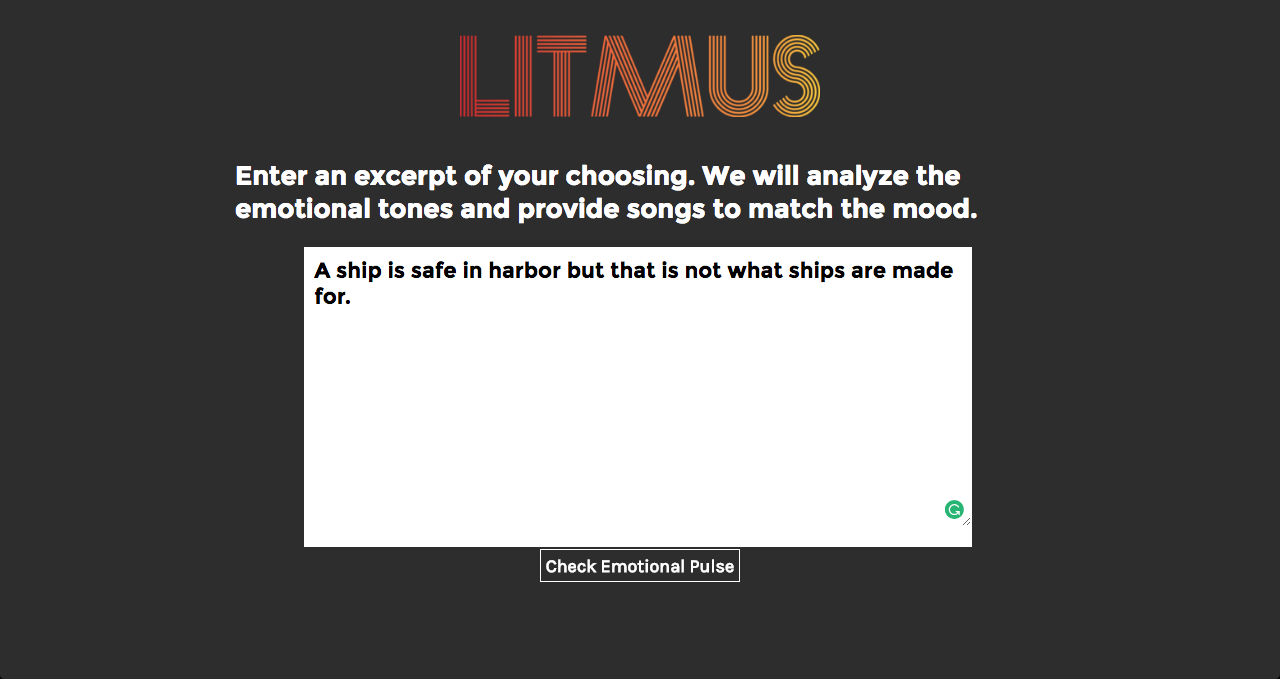 LITMUS
Enter an excerpt of your choosing. We will analyze the
emotional tones and provide songs to match the mood.
A ship is safe in harbor but that is not what ships are made
for.
Check Emotional Pulse